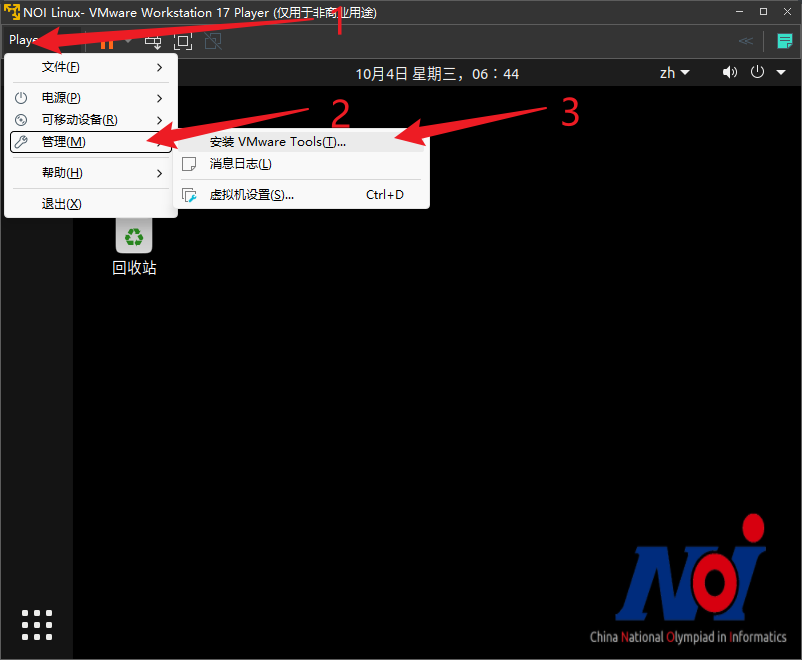 NOI Linux- VMware Workstation 17 Player (仅用于非商业用途)
1
Playe
10月4日 星期三，06：44
zh
文件(F)
电源(P)
可移动设备(R)
管理(M)
2
3
安装 VMware Tools(T)...
消息日志(L)
虚拟机设置(S)... Ctrl+D
帮助(H)
退出(X)
回收站
NOI
China National Olympiad in Informatics